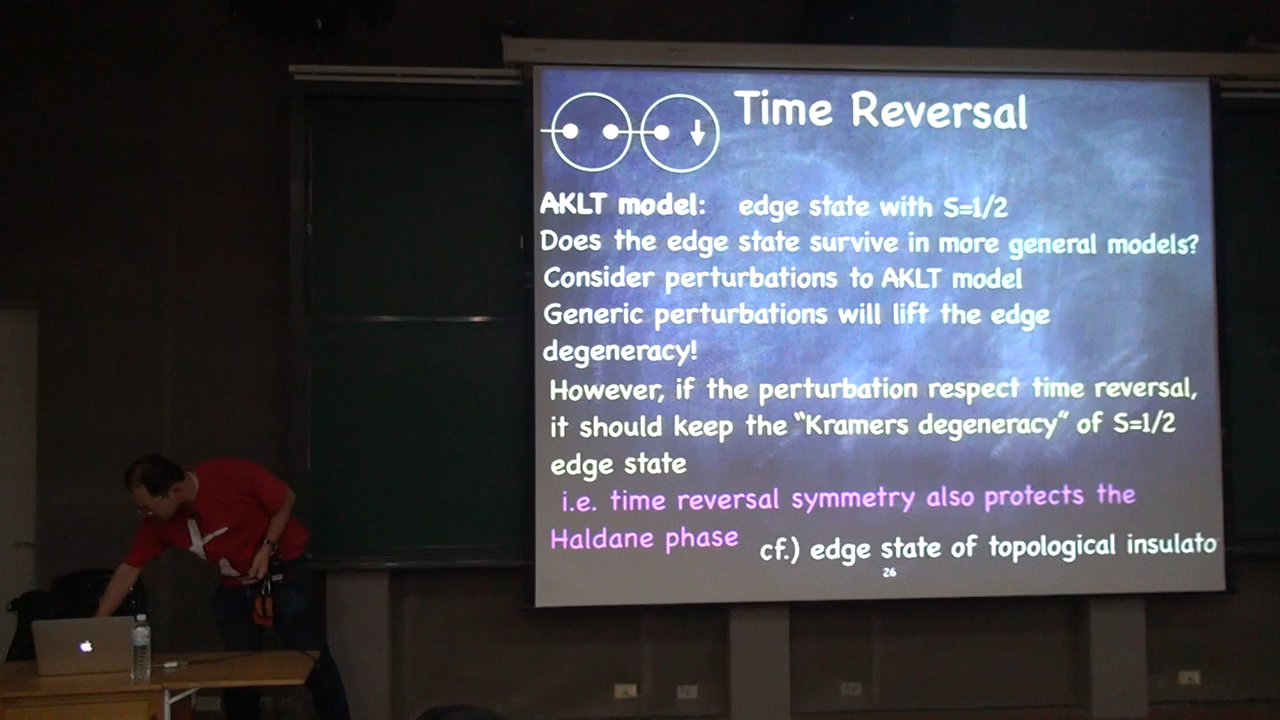 Time Reversal
AKLT model: edge state with S=1/2
Does the edge state survive in more general models?
Consider perturbations to AKLT model
Generic perturbations will lift the edge
degeneracy!
However, if the perturbation respect time reversal,
it should keep the “Kramers degeneracy” of S=1/2
edge state
i.e. time reversal symmetry also protects the
Haldane phase
cf.) edge state of topological insulato
26